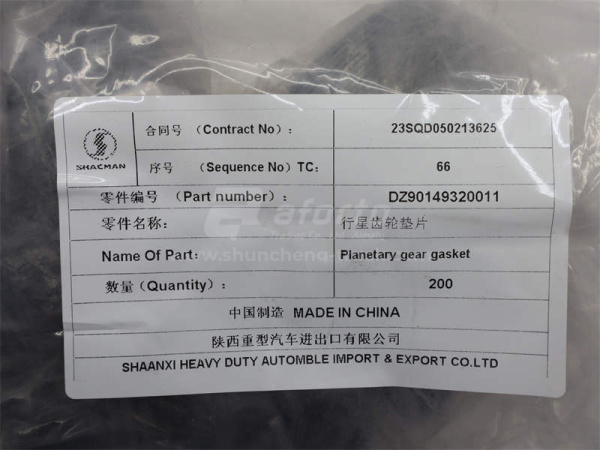 SHACMAN
合同号 （Contract No）： 23SQD050213625
序号 （Sequence No）TC： 66
零件编号 （Part number）： DZ90149320011
零件名称： 行星齿轮垫片
Name Of Part： Planetary gear gasket
数量（Quantity）： 200
中国制造 MADE IN CHINA
陕西重型汽车进出口有限公司
SHAANXI HEAVY DUTY AUTOMBLE IMPORT & EXPORT CO.LTD